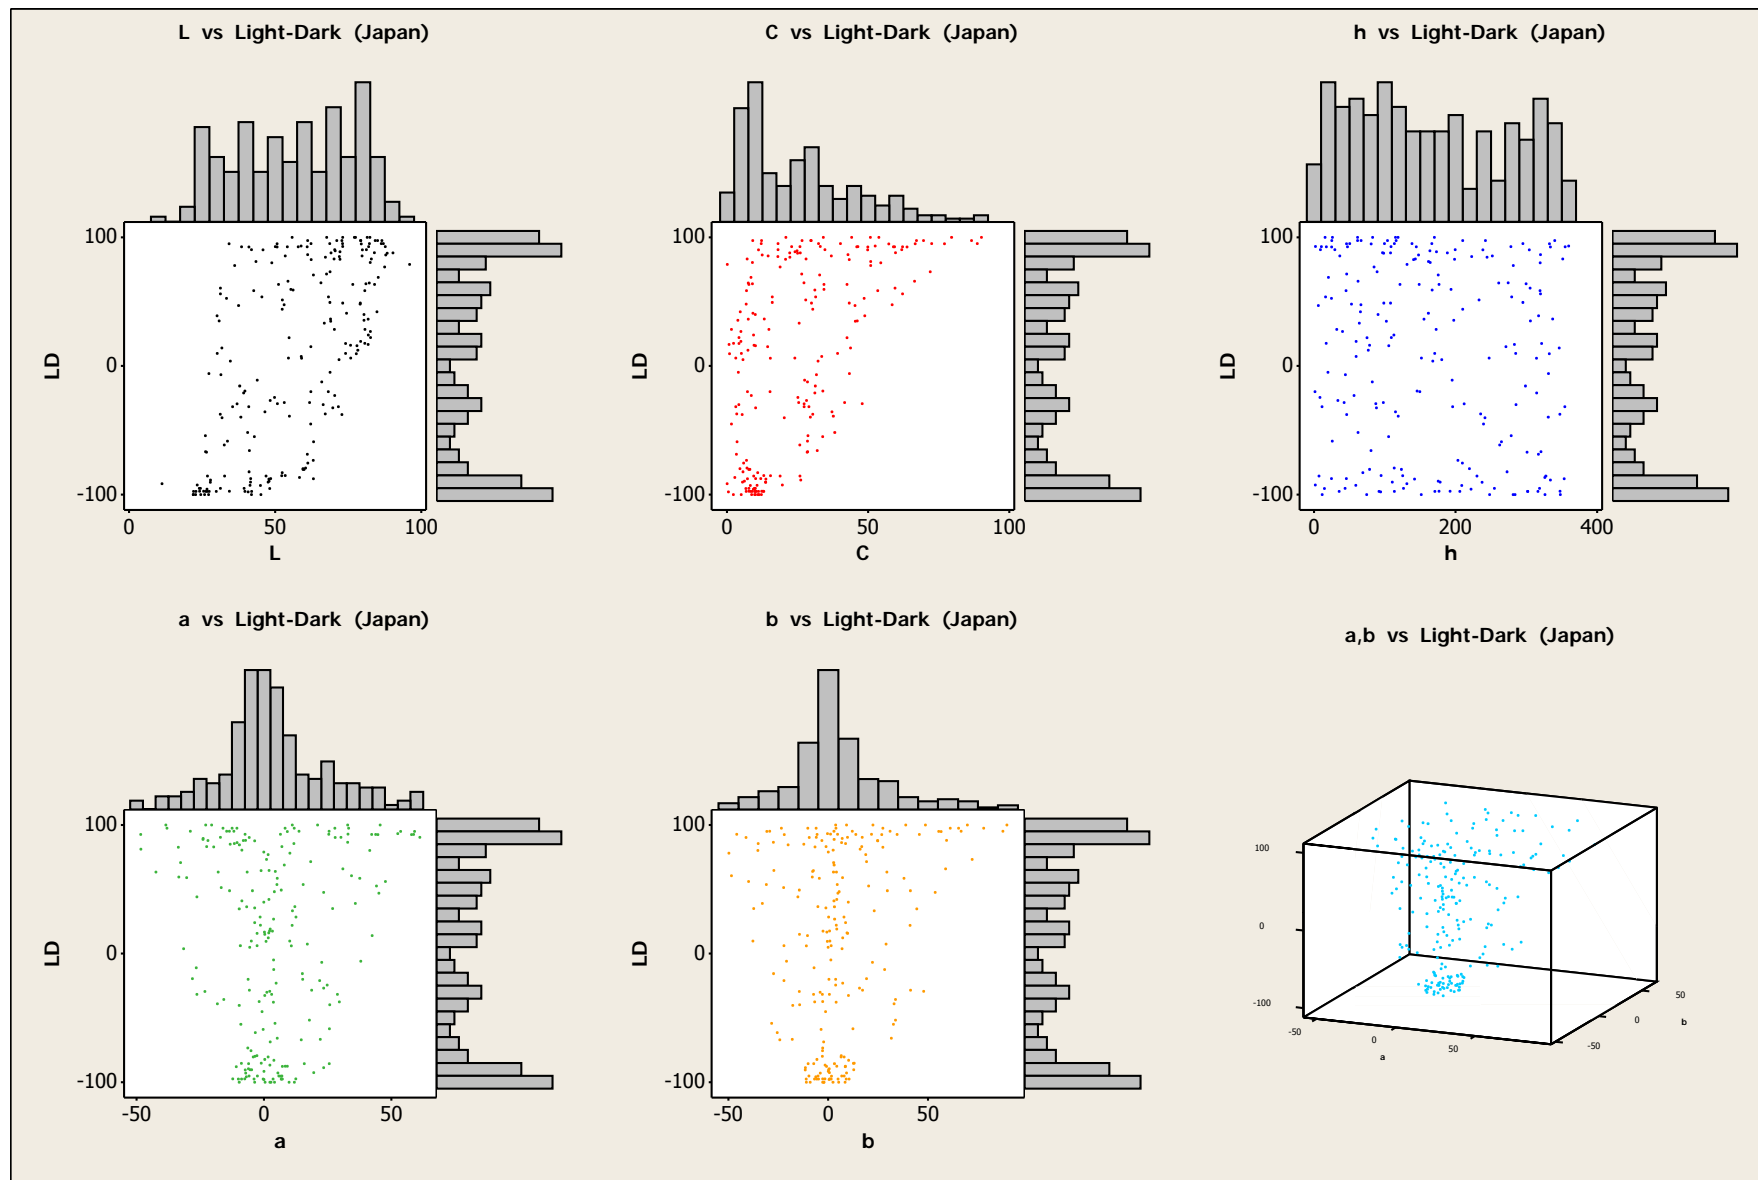 L vs Light-Dark (Japan)
C vs Light-Dark (Japan)
h vs Light-Dark (Japan)
100
0
-100
LD
0
50
100
L
100
0
-100
LD
0
50
100
C
100
0
-100
LD
0
200
400
h
a vs Light-Dark (Japan)
b vs Light-Dark (Japan)
a,b vs Light-Dark (Japan)
100
0
-100
LD
-50
0
50
a
100
0
-100
LD
-50
0
50
b
100
0
-100
-50
0
50
a
-50
0
50
b